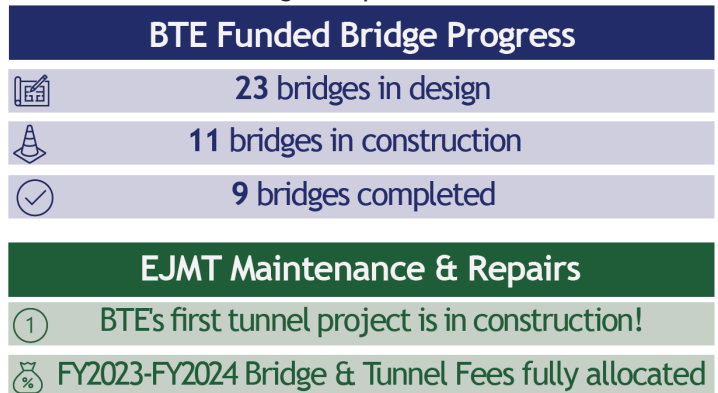 BTE Funded Bridge Progress
23 bridges in design
11 bridges in construction
9 bridges completed
EJMT Maintenance & Repairs
1
BTE's first tunnel project is in construction!
%
FY2023-FY2024 Bridge & Tunnel Fees fully allocated